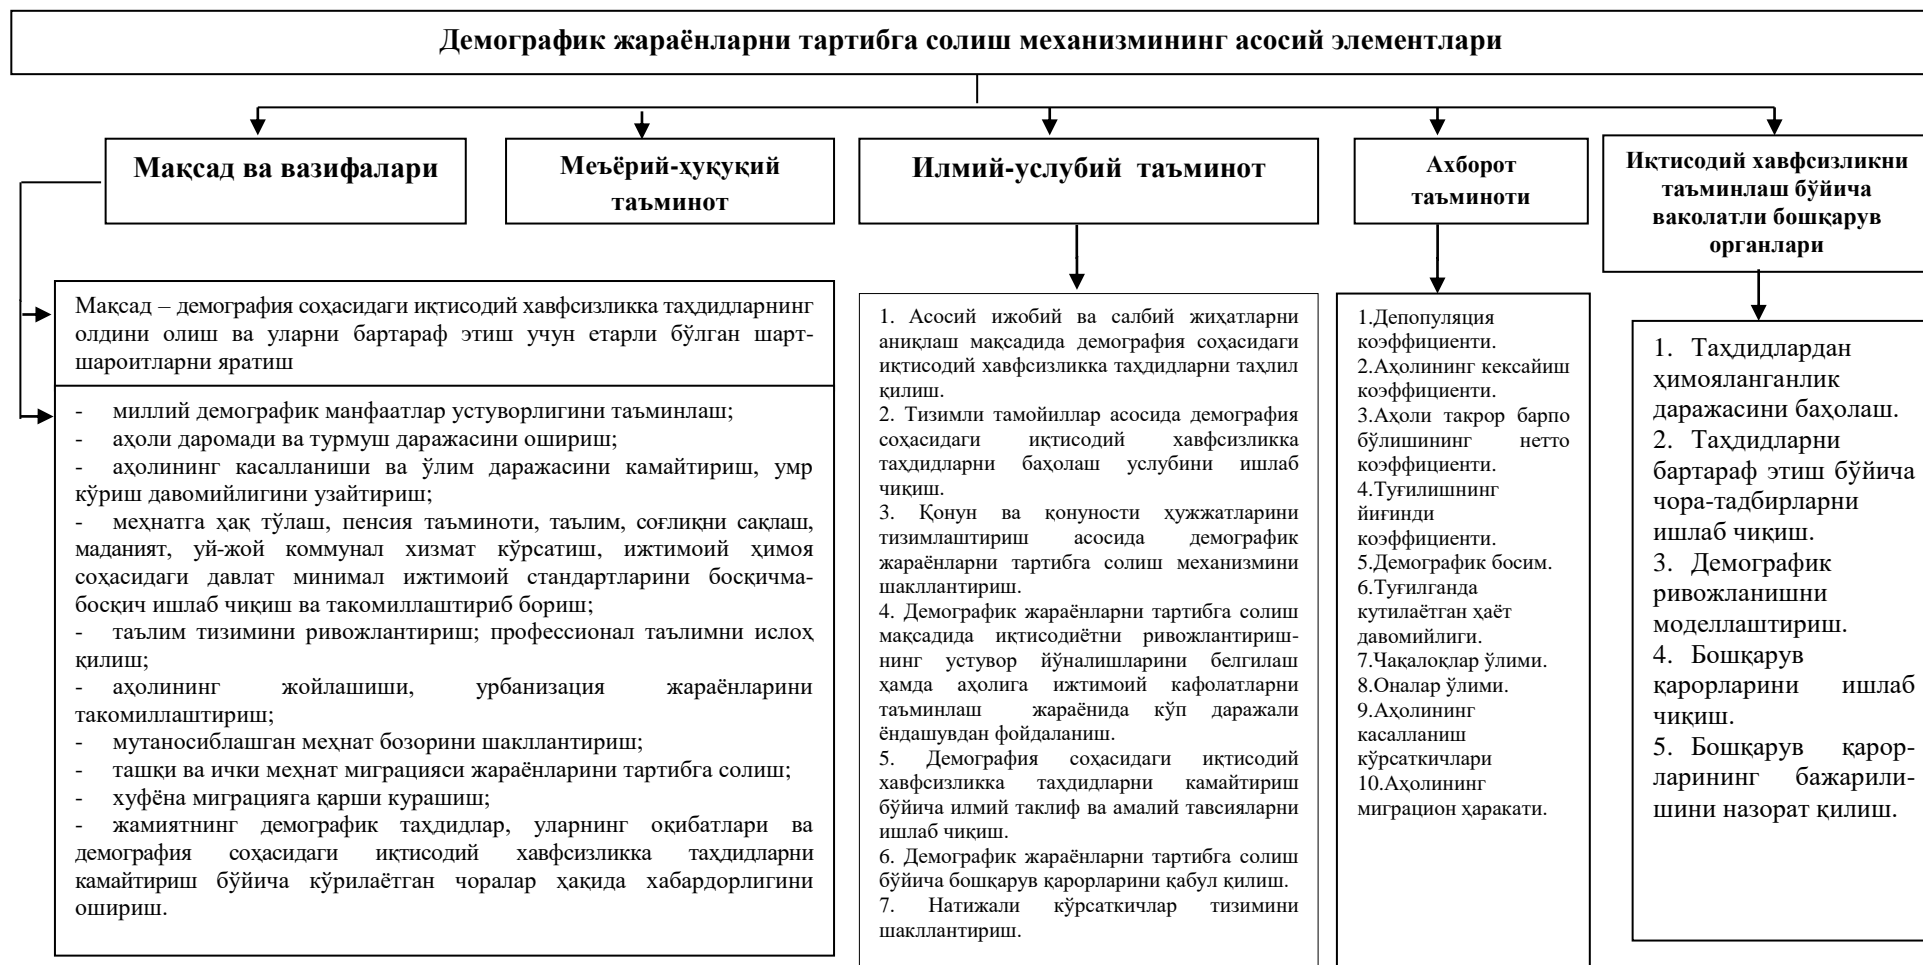 Демографик жараёнларни тартибга солиш механизмининг асосий элементлари
Мақсад ва вазифалари
Меъёрий-ҳуқуқий
таъминот
Илмий-услубий таъминот
Ахборот
таъминоти
Иқтисодий хавфсизликни
таъминлаш бўйича
ваколатли бошқарув
органлари
Мақсад – демография соҳасидаги иқтисодий хавфсизликка таҳдидларнинг
олдини олиш ва уларни бартараф этиш учун етарли бўлган шарт-
шароитларни яратиш
- миллий демографик манфаатлар устуворлигини таъминлаш;
- аҳоли даромади ва турмуш даражасини ошириш;
- аҳолининг касалланиши ва ўлим даражасини камайтириш, умр
кўриш давомийлигини узайтириш;
- меҳнатга ҳақ тўлаш, пенсия таъминоти, таълим, соғлиқни сақлаш,
маданият, уй-жой коммунал хизмат кўрсатиш, ижтимоий ҳимоя
соҳасидаги давлат минимал ижтимоий стандартларини босқичма-
босқич ишлаб чиқиш ва такомиллаштириб бориш;
- таълим тизимини ривожлантириш; профессионал таълимни ислоҳ
қилиш;
- аҳолининг жойлашиши, урбанизация жараёнларини
такомиллаштириш;
- мутаносиблашган меҳнат бозорини шакллантириш;
- ташқи ва ички меҳнат миграцияси жараёнларини тартибга солиш;
- хуфёна миграцияга қарши курашиш;
- жамиятнинг демографик таҳдидлар, уларнинг оқибатлари ва
демография соҳасидаги иқтисодий хавфсизликка таҳдидларни
камайтириш бўйича кўрилаётган чоралар ҳақида хабардорлигини
ошириш.
1. Асосий ижобий ва салбий жиҳатларни
аниқлаш мақсадида демография соҳасидаги
иқтисодий хавфсизликка таҳдидларни таҳлил
қилиш.
2. Тизимли тамойиллар асосида демография
соҳасидаги иқтисодий хавфсизликка
таҳдидларни баҳолаш услубини ишлаб
чиқиш.
3. Қонун ва қонуности ҳужжатларини
тизимлаштириш асосида демографик
жараёнларни тартибга солиш механизмини
шакллантириш.
4. Демографик жараёнларни тартибга солиш
мақсадида иқтисодиётни ривожлантириш-
нинг устувор йўналишларини белгилаш
ҳамда аҳолига ижтимоий кафолатларни
таъминлаш жараёнида кўп даражали
ёндашувдан фойдаланиш.
5. Демография соҳасидаги иқтисодий
хавфсизликка таҳдидларни камайтириш
бўйича илмий таклиф ва амалий тавсияларни
ишлаб чиқиш.
6. Демографик жараёнларни тартибга солиш
бўйича бошқарув қарорларини қабул қилиш.
7. Натижали кўрсаткичлар тизимини
шакллантириш.
1.Депопуляция
коэффициенти.
2.Аҳолининг кексайиш
коэффициенти.
3.Аҳоли такрор барпо
бўлишининг нетто
коэффициенти.
4.Туғилишнинг
йиғинди
коэффициенти.
5.Демографик босим.
6.Туғилганда
кутилаётган ҳаёт
давомийлиги.
7.Чақалоқлар ўлими.
8.Оналар ўлими.
9.Аҳолининг
касалланиш
кўрсаткичлари
10.Аҳолининг
миграцион ҳаракати.
1. Таҳдидлардан
ҳимояланганлик
даражасини баҳолаш.
2. Таҳдидларни
бартараф этиш бўйича
чора-тадбирларни
ишлаб чиқиш.
3. Демографик
ривожланишни
моделлаштириш.
4. Бошқарув
қарорларини ишлаб
чиқиш.
5. Бошқарув қарор-
ларининг бажарили-
шини назорат қилиш.